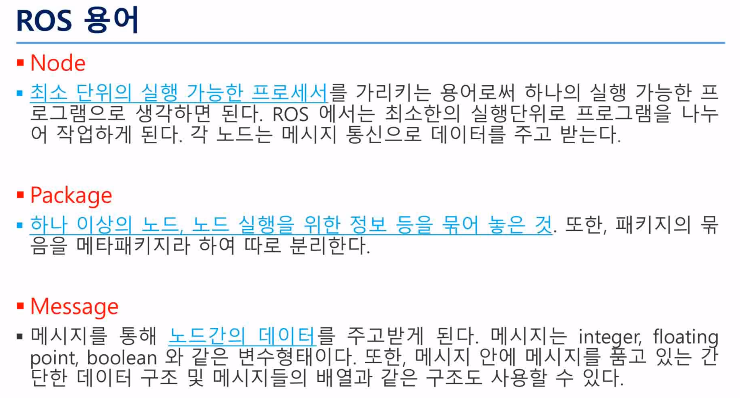 ROS 용어
▪ Node
▪ 최소 단위의 실행 가능한 프로세서를 가리키는 용어로써 하나의 실행 가능한 프
로그램으로 생각하면 된다. ROS 에서는 최소한의 실행단위로 프로그램을 나누
어 작업하게 된다. 각 노드는 메시지 통신으로 데이터를 주고 받는다.
▪ Package
▪ 하나 이상의 노드, 노드 실행을 위한 정보 등을 묶어 놓은 것. 또한, 패키지의 묶
음을 메타패키지라 하여 따로 분리한다.
▪ Message
▪ 메시지를 통해 노드간의 데이터를 주고받게 된다. 메시지는 integer, floating
point, boolean 와 같은 변수형태이다. 또한, 메시지 안에 메시지를 품고 있는 간
단한 데이터 구조 및 메시지들의 배열과 같은 구조도 사용할 수 있다.